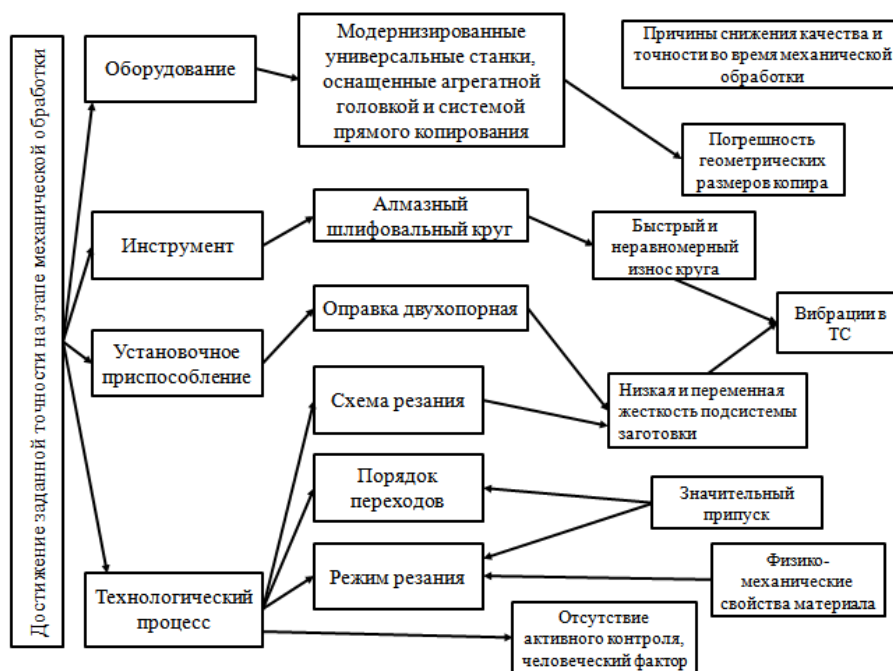 Достижение заданной точности на этапе механической обработки
Оборудование
Модернизированные
универсальные станки,
оснащенные агрегатной
головкой и системой
прямого копирования
Причины снижения качества и
точности во время механической
обработки
Погрешность
геометрических
размеров копира
Инструмент
Алмазный
шлифовальный круг
Быстрый и
неравномерный
износ круга
Установочное
приспособление
Оправка двухопорная
Вибрации в
ТС
Схема резания
Низкая и переменная
жесткость подсистемы
заготовки
Порядок
переходов
Значительный
припуск
Технологический
процесс
Режим резания
Физико-
механические
свойства материала
Отсутствие
активного контроля,
человеческий фактор